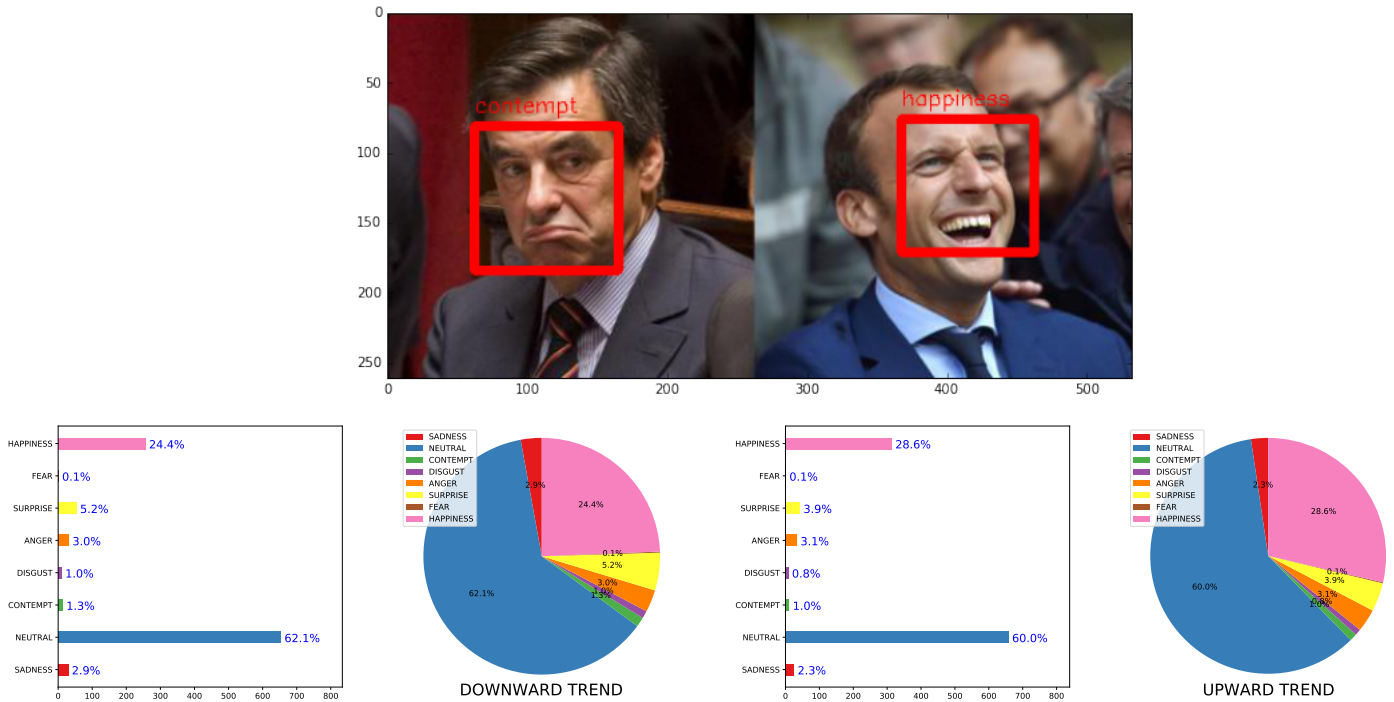 0
50
100
150
200
250
0 100 200 300 400 500
contempt
happiness
HAPPINESS 24.4%
FEAR 0.1%
SURPRISE 5.2%
ANGER 3.0%
DISGUST 1.0%
CONTEMPT 1.3%
NEUTRAL 62.1%
SADNESS 2.9%
0 100 200 300 400 500 600 700 800
SADNESS
NEUTRAL
CONTEMPT
DISGUST
ANGER
SURPRISE
FEAR
HAPPINESS
2.9%
24.4%
0.1%
5.2%
3.0%
1.0%
1.3%
62.1%
DOWNWARD TREND
HAPPINESS 28.6%
FEAR 0.1%
SURPRISE 3.9%
ANGER 3.1%
DISGUST 0.8%
CONTEMPT 1.0%
NEUTRAL 60.0%
SADNESS 2.3%
0 100 200 300 400 500 600 700 800
SADNESS
NEUTRAL
CONTEMPT
DISGUST
ANGER
SURPRISE
FEAR
HAPPINESS
2.3%
28.6%
0.1%
3.9%
3.1%
0.8%
1.0%
60.0%
UPWARD TREND